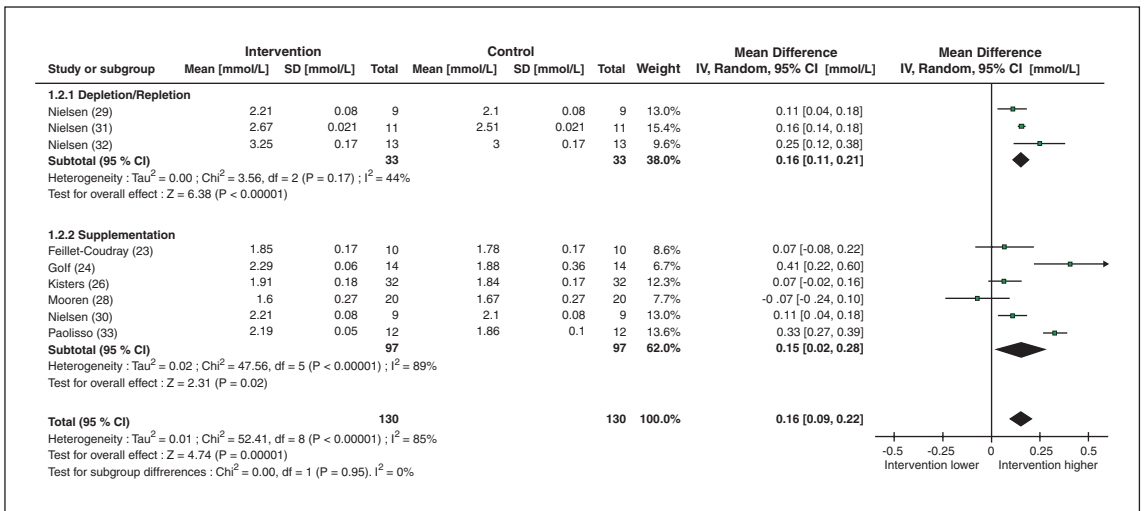 Intervention Control Mean Difference Mean Difference
Study or subgroup Mean [mmol/L] SD [mmol/L] Total Mean [mmol/L] SD [mmol/L] Total Weight IV, Random, 95% CI [mmol/L] IV, Random, 95% CI [mmol/L]
1.2.1 Depletion/Repletion
Nielsen (29) 2.21 0.08 9 2.1 0.08 9 13.0% 0.11 [0.04, 0.18]
Nielsen (31) 2.67 0.021 11 2.51 0.021 11 15.4% 0.16 [0.14, 0.18]
Nielsen (32) 3.25 0.17 13 3 0.17 13 9.6% 0.25 [0.12, 0.38]
Subtotal (95 % CI) 33 33 38.0% 0.16 [0.11, 0.21]
Heterogeneity : Tau² = 0.00 ; Chi² = 3.56, df = 2 (P = 0.17) ; I² = 44%
Test for overall effect : Z = 6.38 (P < 0.00001)
1.2.2 Supplementation
Feillet-Coudray (23) 1.85 0.17 10 1.78 0.17 10 8.6% 0.07 [-0.08, 0.22]
Golf (24) 2.29 0.06 14 1.88 0.36 14 6.7% 0.41 [0.22, 0.60]
Kisters (26) 1.91 0.18 32 1.84 0.17 32 12.3% 0.07 [-0.02, 0.16]
Mooren (28) 1.6 0.27 20 1.67 0.27 20 7.7% -0 .07 [-0 .24, 0.10]
Nielsen (30) 2.21 0.08 9 2.1 0.08 9 13.0% 0.11 [0 .04, 0.18]
Paolisso (33) 2.19 0.05 12 1.86 0.1 12 13.6% 0.33 [0.27, 0.39]
Subtotal (95 % CI) 97 97 62.0% 0.15 [0.02, 0.28]
Heterogeneity : Tau² = 0.02 ; Chi² = 47.56, df = 5 (P < 0.00001) ; I² = 89%
Test for overall effect : Z = 2.31 (P = 0.02)
Total (95 % CI) 130 130 100.0% 0.16 [0.09, 0.22]
Heterogeneity : Tau² = 0.01 ; Chi² = 52.41, df = 8 (P < 0.00001) ; I² = 85%
Test for overall effect : Z = 4.74 (P = 0.00001)
Test for subgroup diffrerences : Chi² = 0.00, df = 1 (P = 0.95). I² = 0%
-0.5 -0.25 0 0.25 0.5
Intervention lower Intervention higher